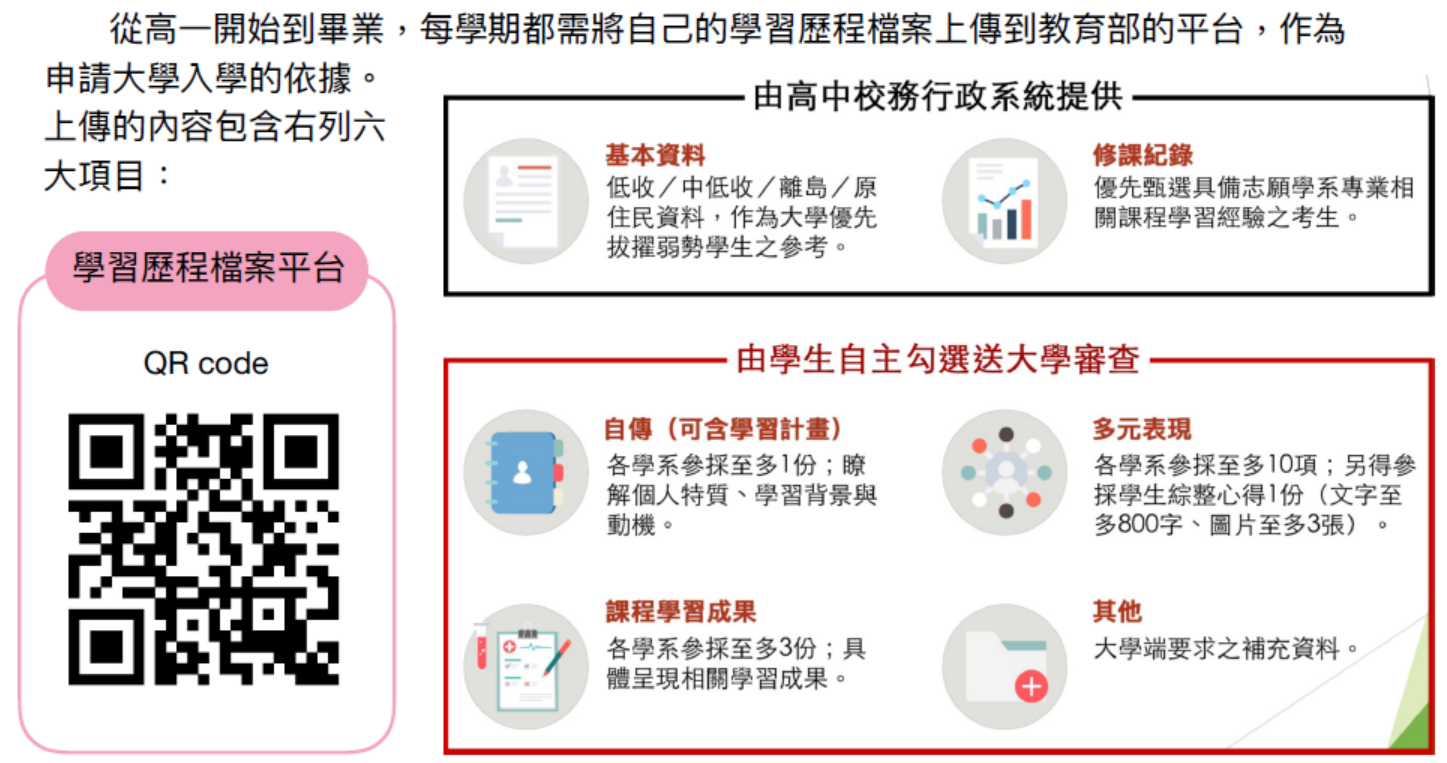 從高一開始到畢業，每學期都需將自己的學習歷程檔案上傳到教育部的平台，作為
申請大學入學的依據。
上傳的內容包含右列六
大項目：
學習歷程檔案平台
QR code
由高中校務行政系統提供
基本資料
低收／中低收／離島／原
住民資料，作為大學優先
拔擢弱勢學生之參考。
修課紀錄
優先甄選具備志願學系專業相
關課程學習經驗之考生。
由學生自主勾選送大學審查
自傳（可含學習計畫）
各學系參採至多1份；瞭
解個人特質、學習背景與
動機。
多元表現
各學系參採至多10項；另得參
採學生綜整心得1份（文字至
多800字、圖片至多3張）。
課程學習成果
各學系參採至多3份；具
體呈現相關學習成果。
其他
大學端要求之補充資料。